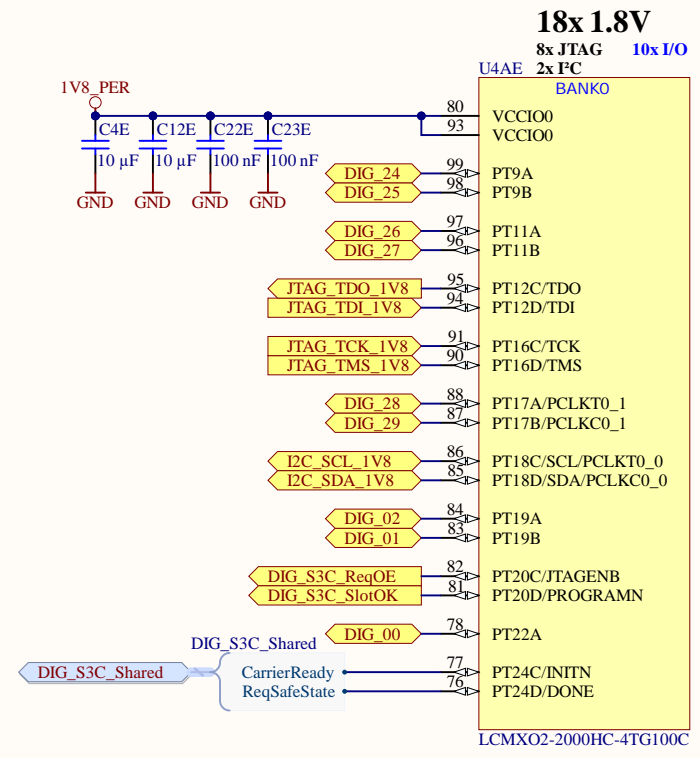 18x 1.8V
8x JTAG 10x I/O
U4AE 2x I²C
BANK0
1V8_PER
80 VCCIO0
93 VCCIO0
C4E C12E C22E C23E
10 µF 10 µF 100 nF 100 nF
GND GND GND GND
DIG_24 99 PT9A
DIG_25 98 PT9B
DIG_26 97 PT11A
DIG_27 96 PT11B
JTAG_TDO_1V8 95 PT12C/TDO
JTAG_TDI_1V8 94 PT12D/TDI
JTAG_TCK_1V8 91 PT16C/TCK
JTAG_TMS_1V8 90 PT16D/TMS
DIG_28 88 PT17A/PCLKT0_1
DIG_29 87 PT17B/PCLKC0_1
I2C_SCL_1V8 86 PT18C/SCL/PCLKT0_0
I2C_SDA_1V8 85 PT18D/SDA/PCLKC0_0
DIG_02 84 PT19A
DIG_01 83 PT19B
DIG_S3C_ReqOE 82 PT20C/JTAGENB
DIG_S3C_SlotOK 81 PT20D/PROGRAMN
DIG_00 78 PT22A
DIG_S3C_Shared
DIG_S3C_Shared CarrierReady 77 PT24C/INITN
ReqSafeState 76 PT24D/DONE
LCMXO2-2000HC-4TG100C